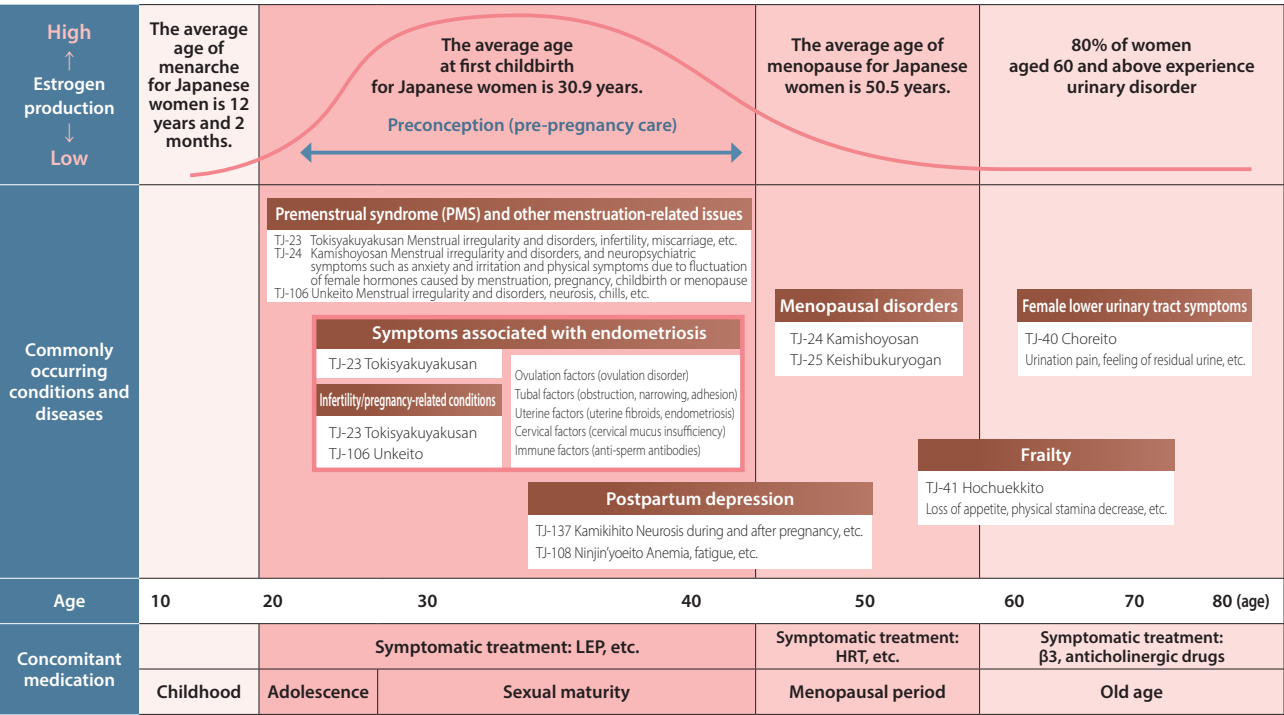 High
↑
Estrogen
production
↓
Low
The average
age of
menarche
for Japanese
women is 12
years and 2
months.
The average age
at first childbirth
for Japanese women is 30.9 years.
Preconception (pre-pregnancy care)
The average age of
menopause for Japanese
women is 50.5 years.
80% of women
aged 60 and above experience
urinary disorder
Commonly
occurring
conditions and
diseases
Premenstrual syndrome (PMS) and other menstruation-related issues
TJ-23 Tokisyakuyakusan Menstrual irregularity and disorders, infertility, miscarriage, etc.
TJ-24 Kamishoyosan Menstrual irregularity and disorders, and neuropsychiatric
symptoms such as anxiety and irritation and physical symptoms due to fluctuation
of female hormones caused by menstruation, pregnancy, childbirth or menopause
TJ-106 Unkeito Menstrual irregularity and disorders, neurosis, chills, etc.
Symptoms associated with endometriosis
TJ-23 Tokisyakuyakusan
Infertility/pregnancy-related conditions
TJ-23 Tokisyakuyakusan
TJ-106 Unkeito
Ovulation factors (ovulation disorder)
Tubal factors (obstruction, narrowing, adhesion)
Uterine factors (uterine fibroids, endometriosis)
Cervical factors (cervical mucus insufficiency)
Immune factors (anti-sperm antibodies)
Postpartum depression
TJ-137 Kamikihito Neurosis during and after pregnancy, etc.
TJ-108 Ninjin'yoeito Anemia, fatigue, etc.
Menopausal disorders
TJ-24 Kamishoyosan
TJ-25 Keishibukuryogan
Female lower urinary tract symptoms
TJ-40 Choreito
Urination pain, feeling of residual urine, etc.
Frailty
TJ-41 Hochuekkito
Loss of appetite, physical stamina decrease, etc.
Age 10 20 30 40 50 60 70 80 (age)
Concomitant
medication
Symptomatic treatment: LEP, etc.
Symptomatic treatment:
HRT, etc.
Symptomatic treatment:
β3, anticholinergic drugs
Childhood Adolescence Sexual maturity Menopausal period Old age